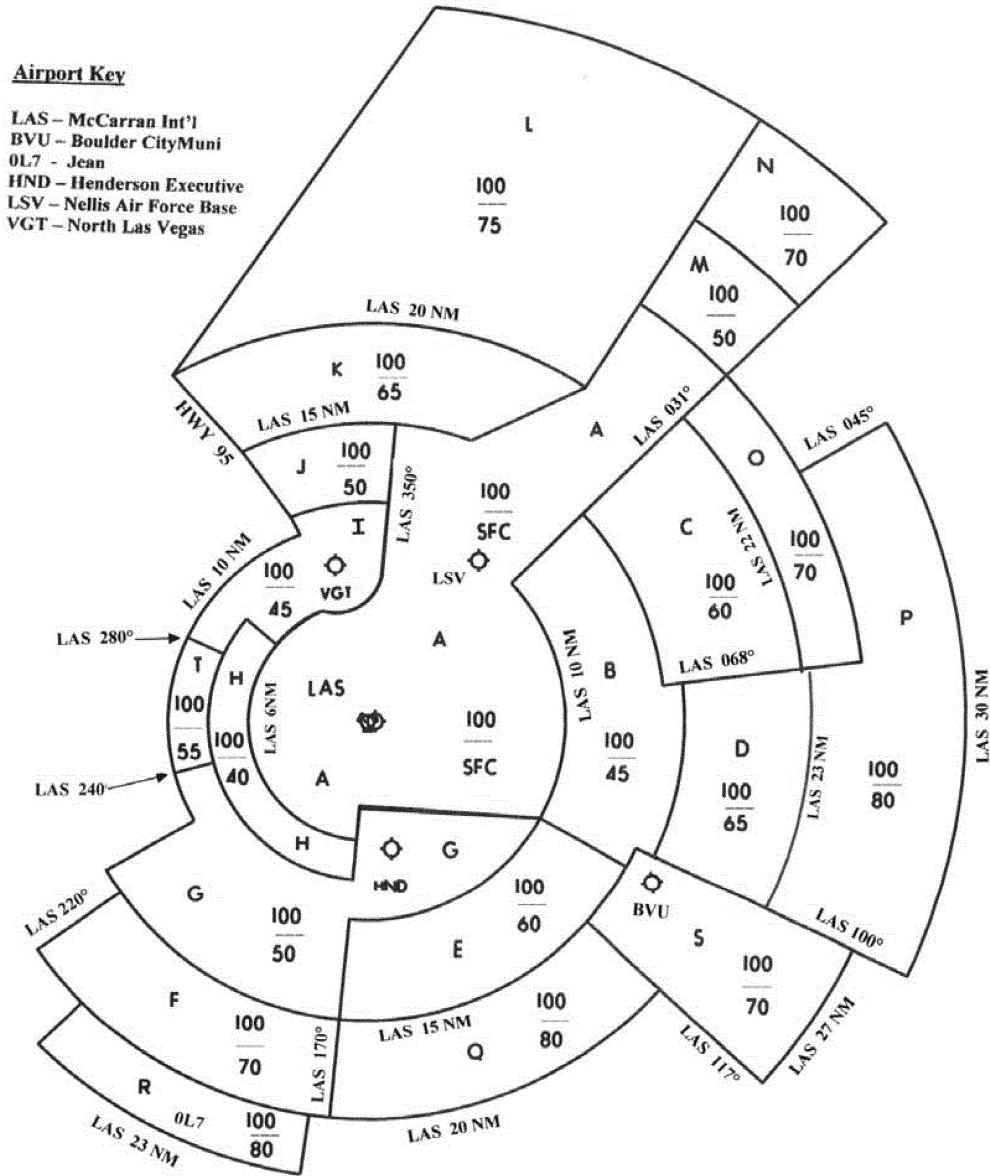 Airport Key
LAS – McCarran Int'l
BVU – Boulder CityMuni
0L7 - Jean
HND – Henderson Executive
LSV – Nellis Air Force Base
VGT – North Las Vegas
L
100
75
N
100
70
M
100
50
LAS 20 NM
K
100
65
HWY 95
LAS 15 NM
J
100
50
LAS 350°
A
LAS 031°
LAS 045°
O
100
70
LAS 22 NM
C
100
60
LAS 068°
100
SFC
LSV
I
100
45
VGT
LAS 10 NM
LAS 280°
T
100
55
H
100
40
LAS 240
LAS 6NM
LAS
A
100
SFC
A
LAS 10 NM
B
100
45
D
100
65
LAS 23 NM
P
100
80
LAS 30 NM
H
HND
G
G
100
50
E
100
60
BVU
S
100
70
LAS 100°
LAS 27 NM
LAS 117°
LAS 220°
F
100
70
LAS 170°
LAS 15 NM
Q
100
80
LAS 20 NM
R
0L7
100
80
LAS 23 NM